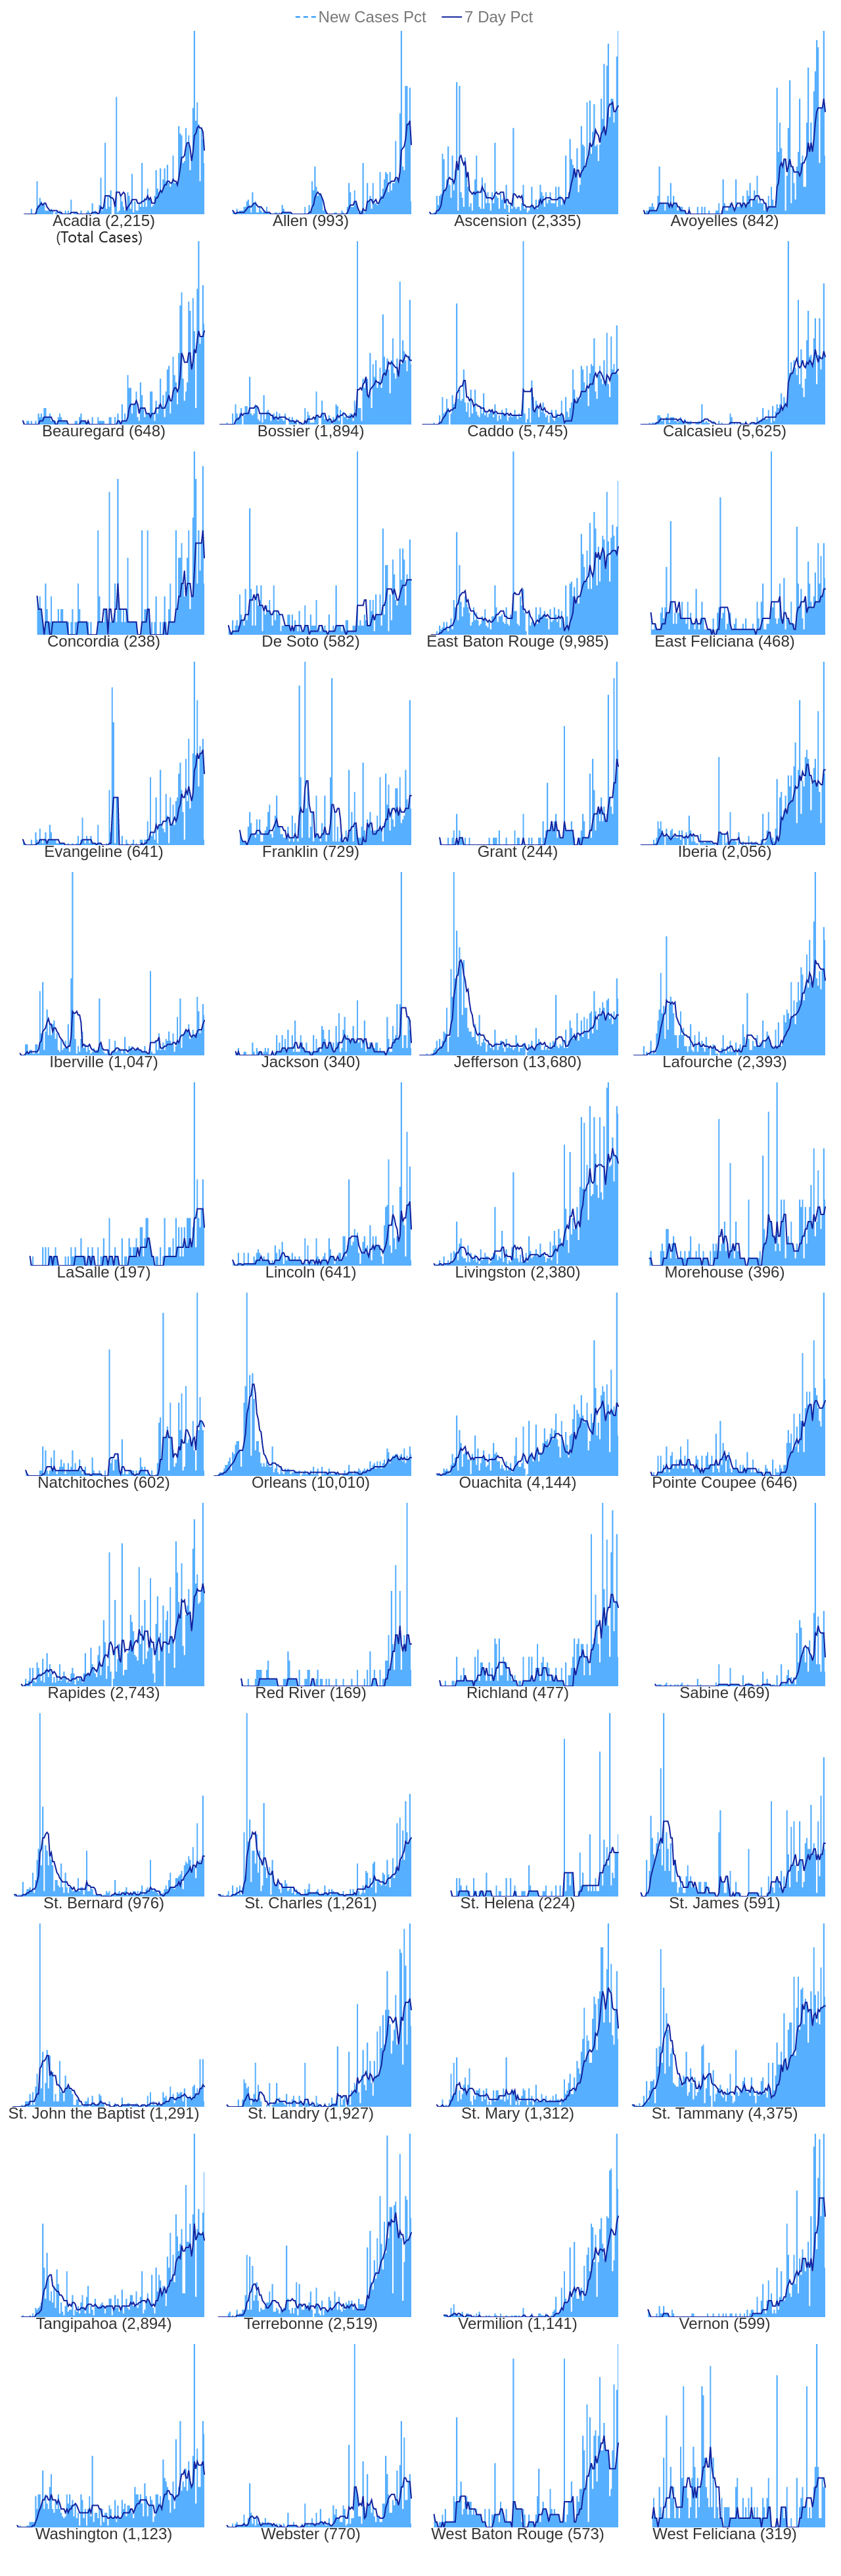 New Cases Pct 7 Day Pct
Acadia (2,215) Allen (993) Ascension (2,335) Avoyelles (842)
(Total Cases)
Beauregard (648) Bossier (1,894) Caddo (5,745) Calcasieu (5,625)
Concordia (238) De Soto (582) East Baton Rouge (9,985) East Feliciana (468)
Evangeline (641) Franklin (729) Grant (244) Iberia (2,056)
Iberville (1,047) Jackson (340) Jefferson (13,680) Lafourche (2,393)
LaSalle (197) Lincoln (641) Livingston (2,380) Morehouse (396)
Natchitoches (602) Orleans (10,010) Ouachita (4,144) Pointe Coupee (646)
Rapides (2,743) Red River (169) Richland (477) Sabine (469)
St. Bernard (976) St. Charles (1,261) St. Helena (224) St. James (591)
St. John the Baptist (1,291) St. Landry (1,927) St. Mary (1,312) St. Tammany (4,375)
Tangipahoa (2,894) Terrebonne (2,519) Vermilion (1,141) Vernon (599)
Washington (1,123) Webster (770) West Baton Rouge (573) West Feliciana (319)